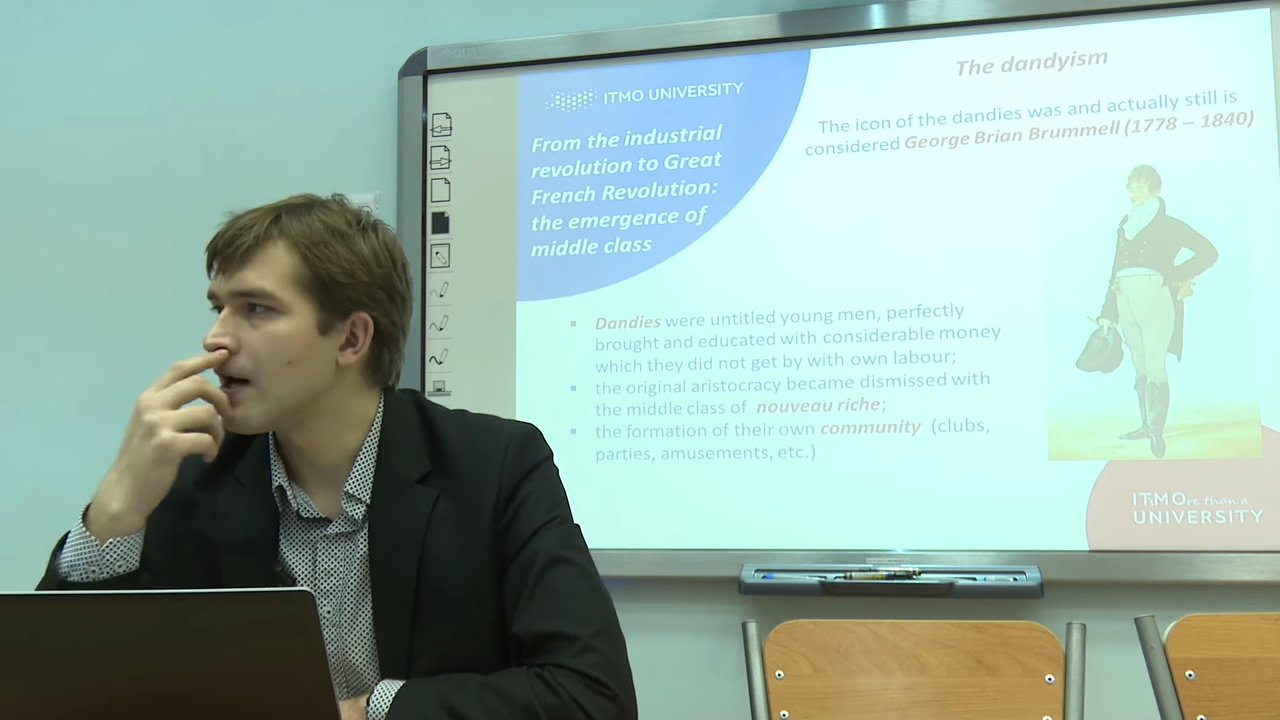 ITMO UNIVERSITY
From the industrial
revolution to Great
French Revolution:
the emergence of
middle class
The dandyism
The icon of the dandies was and actually still is
considered George Brian Brummell (1778 – 1840)
Dandies were untitled young men, perfectly
brought and educated with considerable money
which they did not get by with own labour;
the original aristocracy became dismissed with
the middle class of nouveau riche;
the formation of their own community (clubs,
parties, amusements, etc.)
ITMOre than a
UNIVERSITY